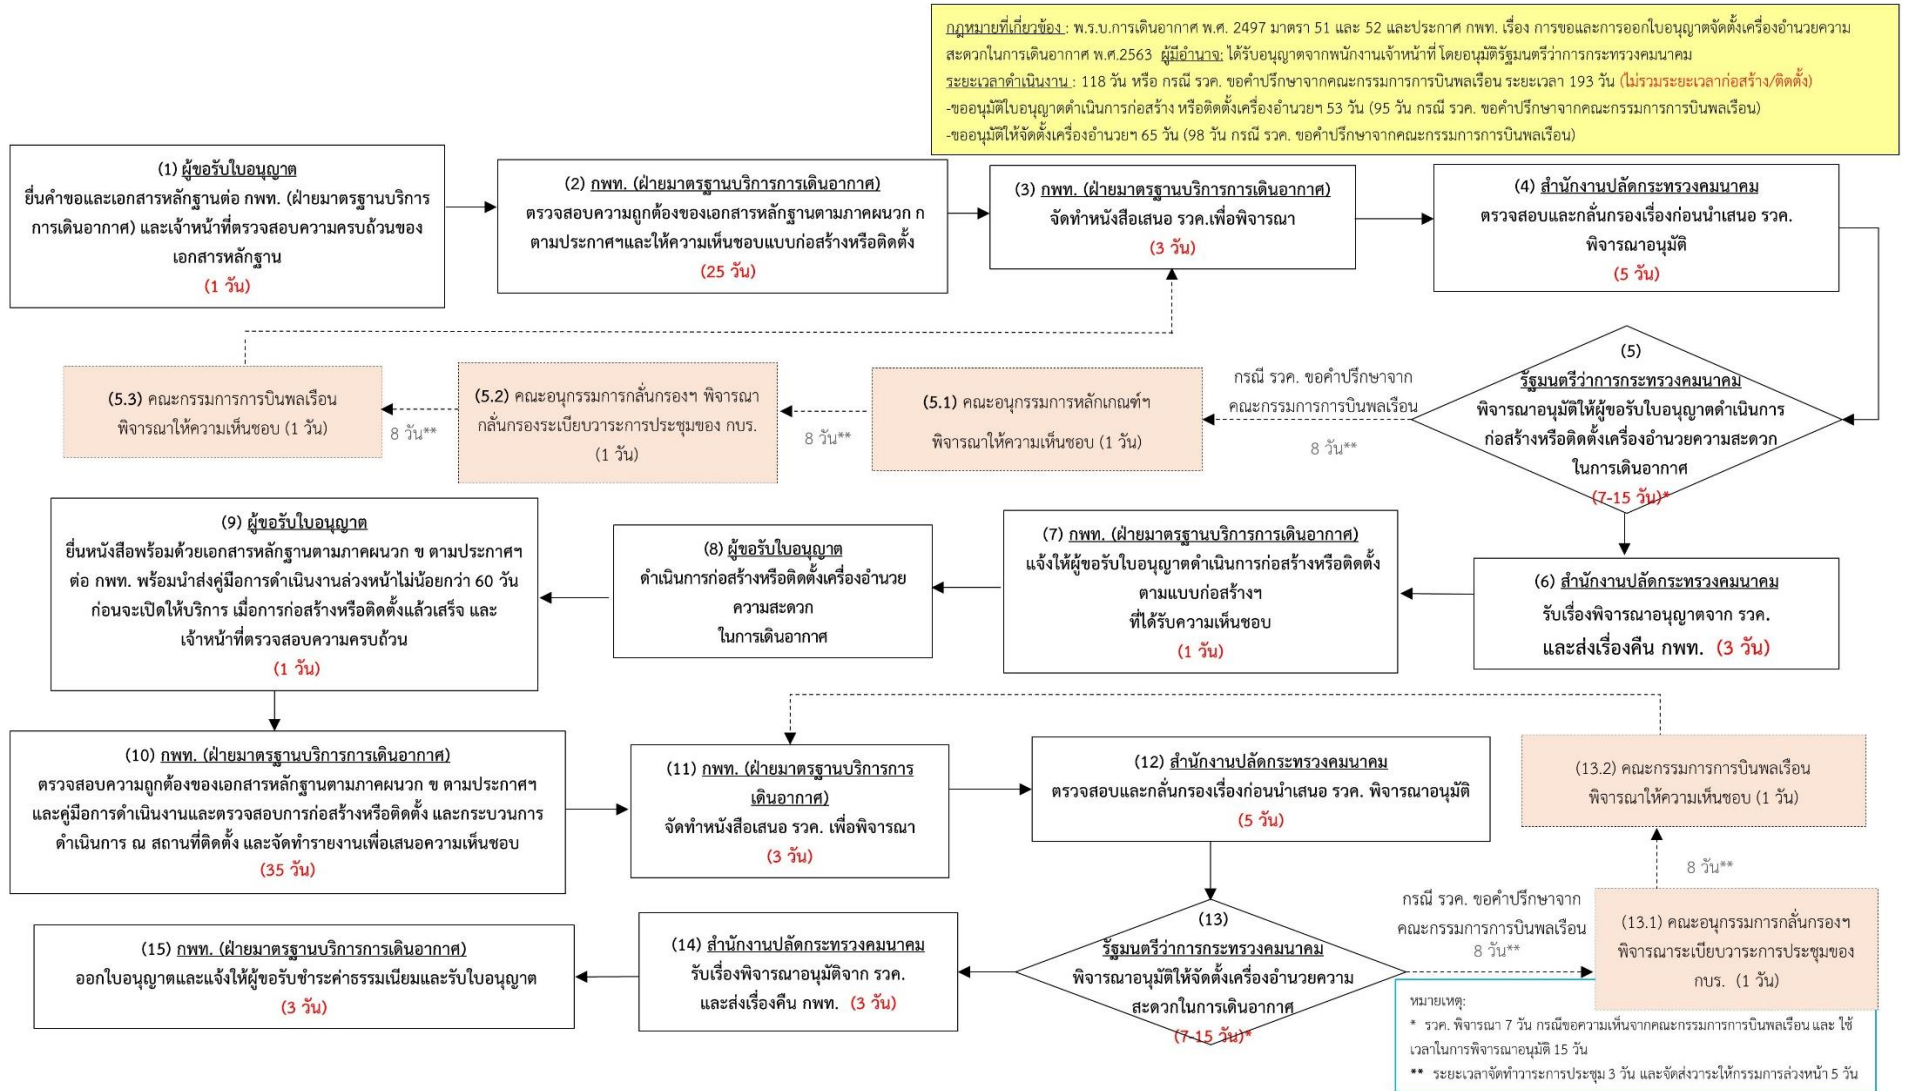 กฎหมายที่เกี่ยวข้อง : พ.ร.บ.การเดินอากาศ พ.ศ. 2497 มาตรา 51 และ 52 และประกาศ กพท. เรื่อง การขอและการออกใบอนุญาตจัดตั้งเครื่องอำนวยความ
สะดวกในการเดินอากาศ พ.ศ.2563 ผู้มีอำนาจ: ได้รับอนุญาตจากพนักงานเจ้าหน้าที่ โดยอนุมัติรัฐมนตรีว่าการกระทรวงคมนาคม
ระยะเวลาดำเนินงาน : 118 วัน หรือ กรณี รวค. ขอคำปรึกษาจากคณะกรรมการการบินพลเรือน ระยะเวลา 193 วัน (ไม่รวมระยะเวลาก่อสร้าง/ติดตั้ง)
-ขออนุมัติใบอนุญาตดำเนินการก่อสร้าง หรือติดตั้งเครื่องอำนวยฯ 53 วัน (95 วัน กรณี รวค. ขอคำปรึกษาจากคณะกรรมการการบินพลเรือน)
-ขออนุมัติให้จัดตั้งเครื่องอำนวยฯ 65 วัน (98 วัน กรณี รวค. ขอคำปรึกษาจากคณะกรรมการการบินพลเรือน)
(1) ผู้ขอรับใบอนุญาต
ยื่นคำขอและเอกสารหลักฐานต่อ กพท. (ฝ่ายมาตรฐานบริการ
การเดินอากาศ) และเจ้าหน้าที่ตรวจสอบความครบถ้วนของ
เอกสารหลักฐาน
(1 วัน)
(2) กพท. (ฝ่ายมาตรฐานบริการการเดินอากาศ)
ตรวจสอบความถูกต้องของเอกสารหลักฐานตามภาคผนวก ก
ตามประกาศฯและให้ความเห็นชอบแบบก่อสร้างหรือติดตั้ง
(25 วัน)
(3) กพท. (ฝ่ายมาตรฐานบริการการเดินอากาศ)
จัดทำหนังสือเสนอ รวค.เพื่อพิจารณา
(3 วัน)
(4) สำนักงานปลัดกระทรวงคมนาคม
ตรวจสอบและกลั่นกรองเรื่องก่อนนำเสนอ รวค.
พิจารณาอนุมัติ
(5 วัน)
(5)
รัฐมนตรีว่าการกระทรวงคมนาคม
พิจารณาอนุมัติให้ผู้ขอรับใบอนุญาตดำเนินการ
ก่อสร้างหรือติดตั้งเครื่องอำนวยความสะดวก
ในการเดินอากาศ
(7-15 วัน)*
กรณี รวค. ขอคำปรึกษาจาก
คณะกรรมการการบินพลเรือน
8 วัน**
(5.1) คณะอนุกรรมการหลักเกณฑ์ฯ
พิจารณาให้ความเห็นชอบ (1 วัน)
8 วัน**
(5.2) คณะอนุกรรมการกลั่นกรองฯ พิจารณา
กลั่นกรองระเบียบวาระการประชุมของ กบร.
(1 วัน)
8 วัน**
(5.3) คณะกรรมการการบินพลเรือน
พิจารณาให้ความเห็นชอบ (1 วัน)
(6) สำนักงานปลัดกระทรวงคมนาคม
รับเรื่องพิจารณาอนุญาตจาก รวค.
และส่งเรื่องคืน กพท. (3 วัน)
(7) กพท. (ฝ่ายมาตรฐานบริการการเดินอากาศ)
แจ้งให้ผู้ขอรับใบอนุญาตดำเนินการก่อสร้างหรือติดตั้ง
ตามแบบก่อสร้างฯ
ที่ได้รับความเห็นชอบ
(1 วัน)
(8) ผู้ขอรับใบอนุญาต
ดำเนินการก่อสร้างหรือติดตั้งเครื่องอำนวย
ความสะดวก
ในการเดินอากาศ
(9) ผู้ขอรับใบอนุญาต
ยื่นหนังสือพร้อมด้วยเอกสารหลักฐานตามภาคผนวก ข ตามประกาศฯ
ต่อ กพท. พร้อมนำส่งคู่มือการดำเนินงานล่วงหน้าไม่น้อยกว่า 60 วัน
ก่อนจะเปิดให้บริการ เมื่อการก่อสร้างหรือติดตั้งแล้วเสร็จ และ
เจ้าหน้าที่ตรวจสอบความครบถ้วน
(1 วัน)
(10) กพท. (ฝ่ายมาตรฐานบริการการเดินอากาศ)
ตรวจสอบความถูกต้องของเอกสารหลักฐานตามภาคผนวก ข ตามประกาศฯ
และคู่มือการดำเนินงานและตรวจสอบการก่อสร้างหรือติดตั้ง และกระบวนการ
ดำเนินการ ณ สถานที่ติดตั้ง และจัดทำรายงานเพื่อเสนอความเห็นชอบ
(35 วัน)
(11) กพท. (ฝ่ายมาตรฐานบริการการ
เดินอากาศ)
จัดทำหนังสือเสนอ รวค. เพื่อพิจารณา
(3 วัน)
(12) สำนักงานปลัดกระทรวงคมนาคม
ตรวจสอบและกลั่นกรองเรื่องก่อนนำเสนอ รวค. พิจารณาอนุมัติ
(5 วัน)
(13)
รัฐมนตรีว่าการกระทรวงคมนาคม
พิจารณาอนุมัติให้จัดตั้งเครื่องอำนวยความ
สะดวกในการเดินอากาศ
(7-15 วัน)*
กรณี รวค. ขอคำปรึกษาจาก
คณะกรรมการการบินพลเรือน
8 วัน**
(13.1) คณะอนุกรรมการกลั่นกรองฯ
พิจารณาระเบียบวาระการประชุมของ
กบร. (1 วัน)
8 วัน**
(13.2) คณะกรรมการการบินพลเรือน
พิจารณาให้ความเห็นชอบ (1 วัน)
(14) สำนักงานปลัดกระทรวงคมนาคม
รับเรื่องพิจารณาอนุมัติจาก รวค.
และส่งเรื่องคืน กพท. (3 วัน)
(15) กพท. (ฝ่ายมาตรฐานบริการการเดินอากาศ)
ออกใบอนุญาตและแจ้งให้ผู้ขอรับชำระค่าธรรมเนียมและรับใบอนุญาต
(3 วัน)
หมายเหตุ:
* รวค. พิจารณา 7 วัน กรณีขอความเห็นจากคณะกรรมการการบินพลเรือน และ ใช้
เวลาในการพิจารณาอนุมัติ 15 วัน
** ระยะเวลาจัดทำวาระการประชุม 3 วัน และจัดส่งวาระให้กรรมการล่วงหน้า 5 วัน